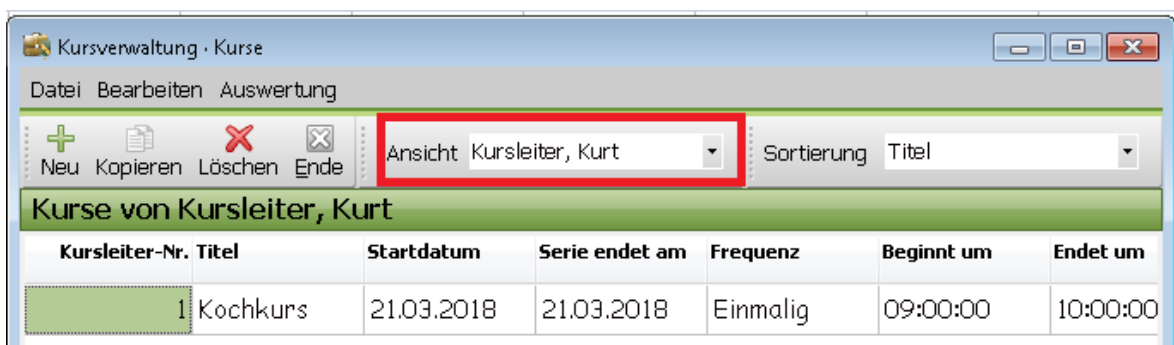 Kursverwaltung · Kurse
Datei Bearbeiten Auswertung
Neu Kopieren Löschen Ende Ansicht Kursleiter, Kurt Sortierung Titel
Kurse von Kursleiter, Kurt
Kursleiter-Nr. Titel Startdatum Serie endet am Frequenz Beginnt um Endet um
1 Kochkurs 21.03.2018 21.03.2018 Einmalig 09:00:00 10:00:00